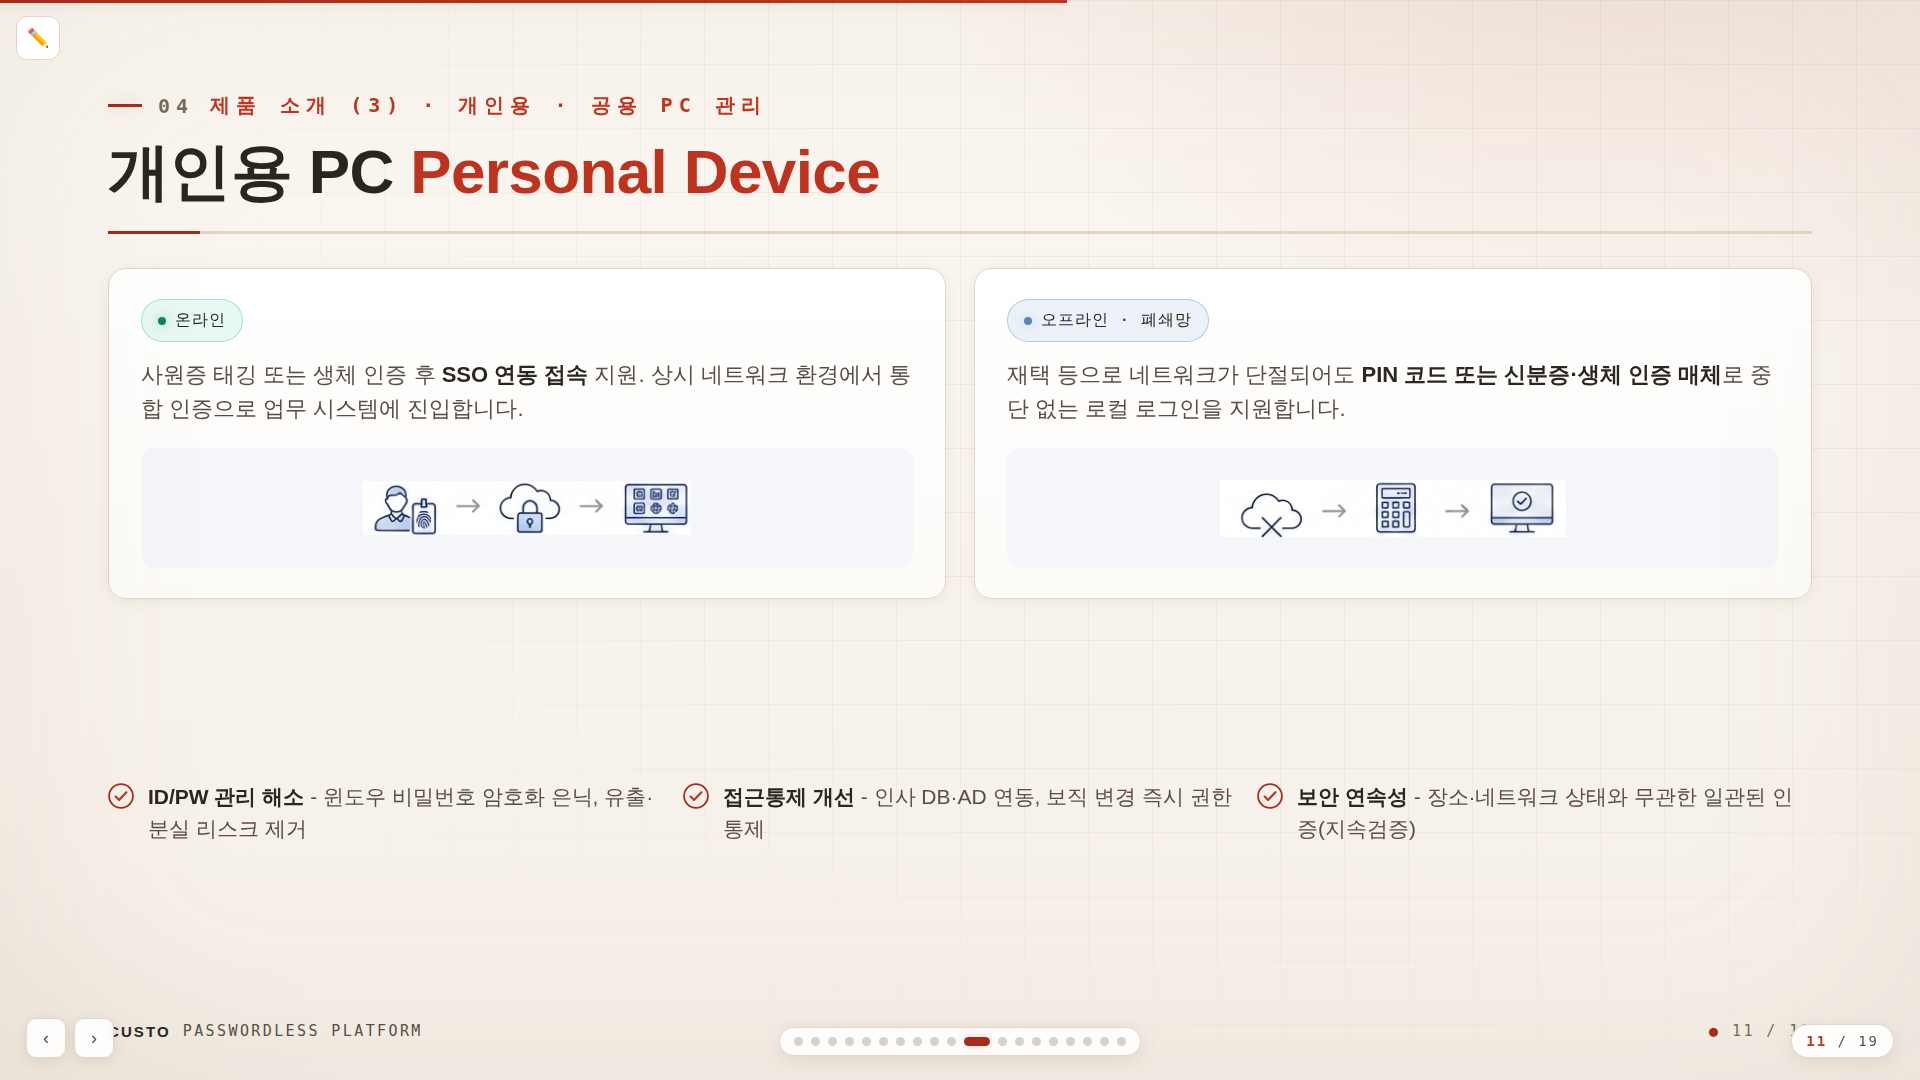 04 제품 소개 (3) · 개인용 · 공용 PC 관리
개인용 PC Personal Device
온라인
사원증 태깅 또는 생체 인증 후 SSO 연동 접속 지원. 상시 네트워크 환경에서 통
합 인증으로 업무 시스템에 진입합니다.
오프라인 · 폐쇄망
재택 등으로 네트워크가 단절되어도 PIN 코드 또는 신분증·생체 인증 매체로 중
단 없는 로컬 로그인을 지원합니다.
ID/PW 관리 해소 - 윈도우 비밀번호 암호화 은닉, 유출·
분실 리스크 제거
접근통제 개선 - 인사 DB·AD 연동, 보직 변경 즉시 권한
통제
보안 연속성 - 장소·네트워크 상태와 무관한 일관된 인
증(지속검증)
‹ ›
CUSTO PASSWORDLESS PLATFORM
11 /
11 / 19